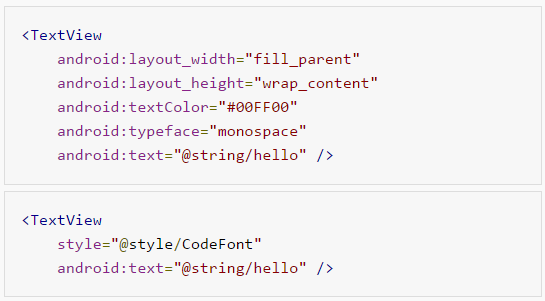 <TextView
    android:layout_width="fill_parent"
    android:layout_height="wrap_content"
    android:textColor="#00FF00"
    android:typeface="monospace"
    android:text="@string/hello" />
<TextView
    style="@style/CodeFont"
    android:text="@string/hello" />